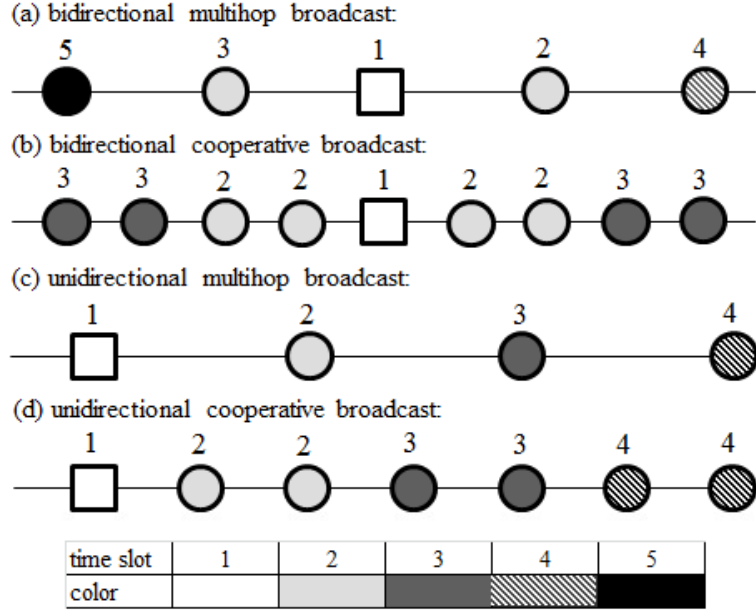 (a) bidirectional multihop broadcast:
5 3 1 2 4
(b) bidirectional cooperative broadcast:
3 3 2 2 1 2 2 3 3
(c) unidirectional multihop broadcast:
1 2 3 4
(d) unidirectional cooperative broadcast:
1 2 2 3 3 4 4
time slot 1 2 3 4 5
color